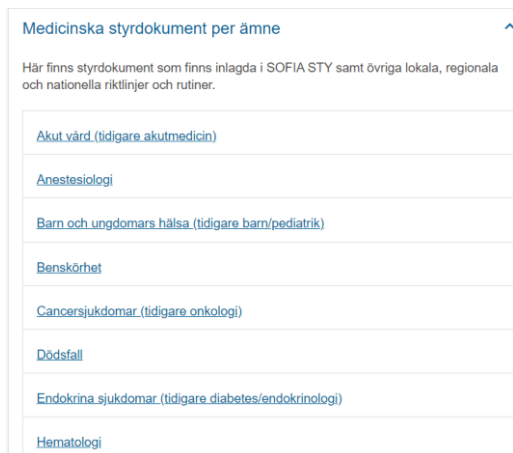 Medicinska styrdokument per ämne
Här finns styrdokument som finns inlagda i SOFIA STY samt övriga lokala, regionala
och nationella riktlinjer och rutiner.
Akut vård (tidigare akutmedicin)
Anestesiologi
Barn och ungdomars hälsa (tidigare barn/pediatrik)
Benskörhet
Cancersjukdomar (tidigare onkologi)
Dödsfall
Endokrina sjukdomar (tidigare diabetes/endokrinologi)
Hematologi